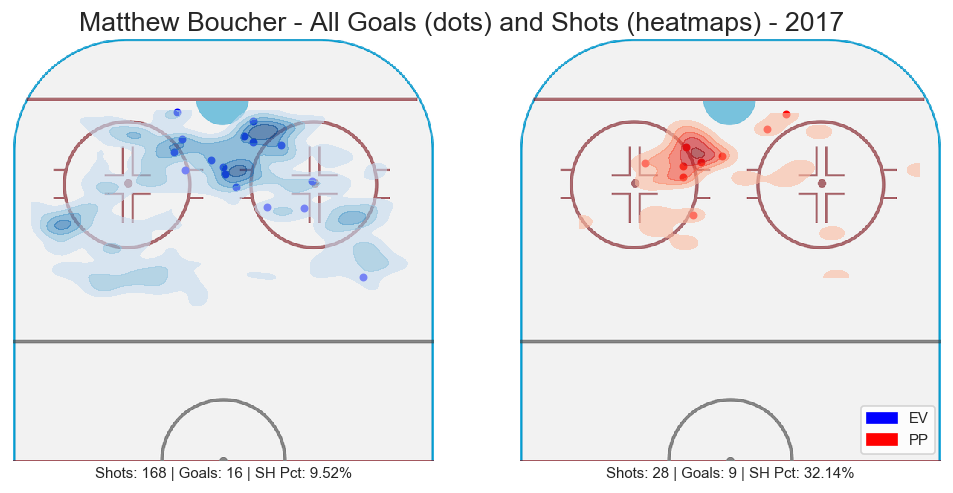 Matthew Boucher - All Goals (dots) and Shots (heatmaps) - 2017
EV
PP
Shots: 168 | Goals: 16 | SH Pct: 9.52%
Shots: 28 | Goals: 9 | SH Pct: 32.14%